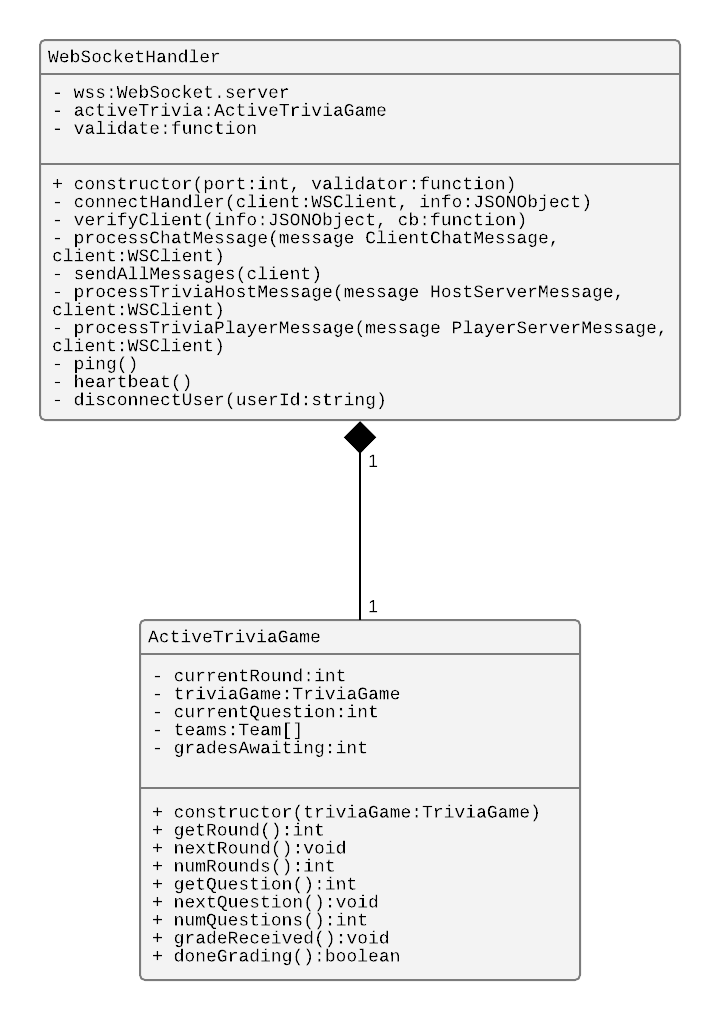 WebSocketHandler
- wss:WebSocket.server
- activeTrivia:ActiveTriviaGame
- validate:function
+ constructor(port:int, validator:function)
- connectHandler(client:WSClient, info:JSONObject)
- verifyClient(info:JSONObject, cb:function)
- processChatMessage(message ClientChatMessage,
client:WSClient)
- sendAllMessages(client)
- processTriviaHostMessage(message HostServerMessage,
client:WSClient)
- processTriviaPlayerMessage(message PlayerServerMessage,
client:WSClient)
- ping()
- heartbeat()
- disconnectUser(userId:string)
1
1
ActiveTriviaGame
- currentRound:int
- triviaGame:TriviaGame
- currentQuestion:int
- teams:Team[]
- gradesAwaiting:int
+ constructor(triviaGame:TriviaGame)
+ getRound():int
+ nextRound():void
+ numRounds():int
+ getQuestion():int
+ nextQuestion():void
+ numQuestions():int
+ gradeReceived():void
+ doneGrading():boolean